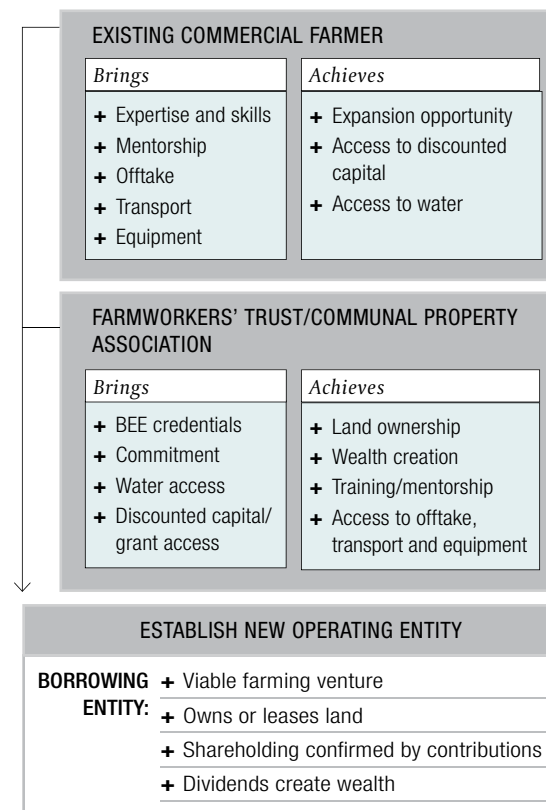 EXISTING COMMERCIAL FARMER
Brings
+ Expertise and skills
+ Mentorship
+ Offtake
+ Transport
+ Equipment
Achieves
+ Expansion opportunity
+ Access to discounted
capital
+ Access to water
FARMWORKERS’ TRUST/COMMUNAL PROPERTY
ASSOCIATION
Brings
+ BEE credentials
+ Commitment
+ Water access
+ Discounted capital/
grant access
Achieves
+ Land ownership
+ Wealth creation
+ Training/mentorship
+ Access to offtake,
transport and equipment
ESTABLISH NEW OPERATING ENTITY
BORROWING
ENTITY:
+ Viable farming venture
+ Owns or leases land
+ Shareholding confirmed by contributions
+ Dividends create wealth